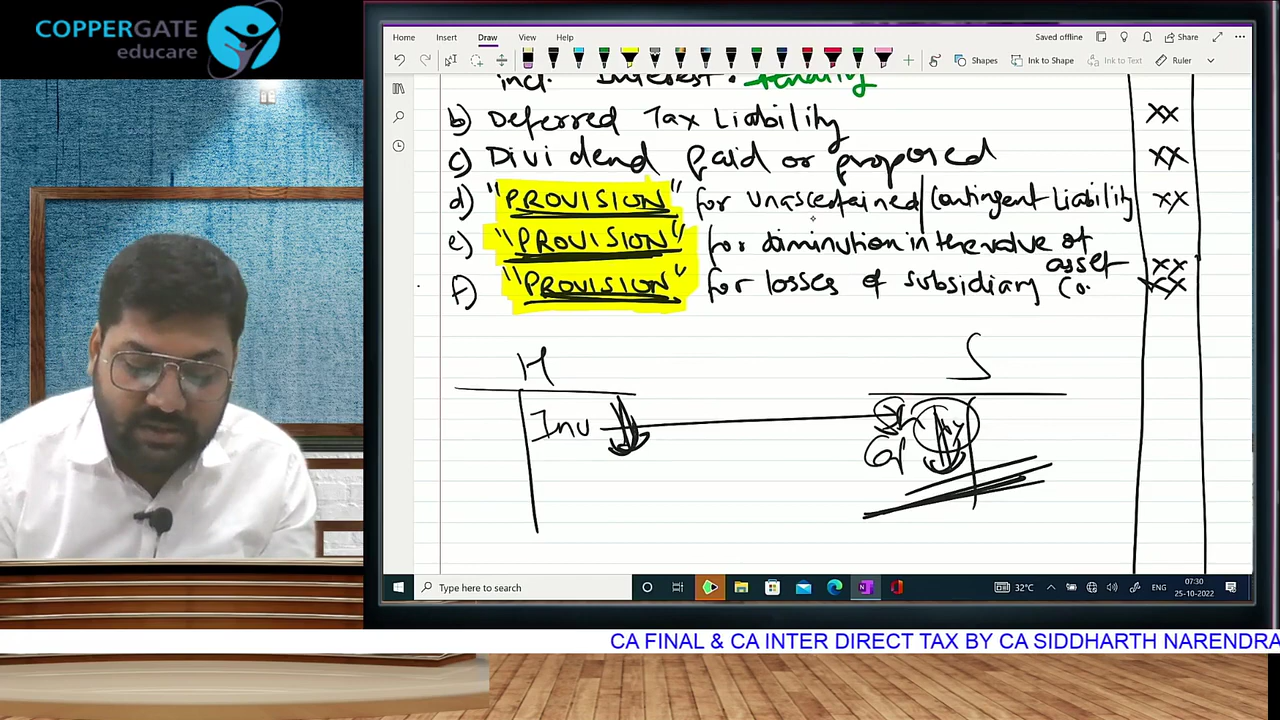 COPPERGATE
educare
Home Insert Draw View Help
Saved offline
Share
Shapes
Ink to Shape
Ink to Text
Ruler
incl. Interest. Penality
b) Deferred Tax Liability XX
c) Dividend paid or proposed XX
d) "PROVISION" for unascertained/Contingent Liability XX
e) "PROVISION" for diminution in the value of
asset XX
f) "PROVISION" for losses of subsidiary Co. XX
H S
Inv
Type here to search
32°C
ENG
07:30
25-10-2022
CA FINAL & CA INTER DIRECT TAX BY CA SIDDHARTH NARENDRA